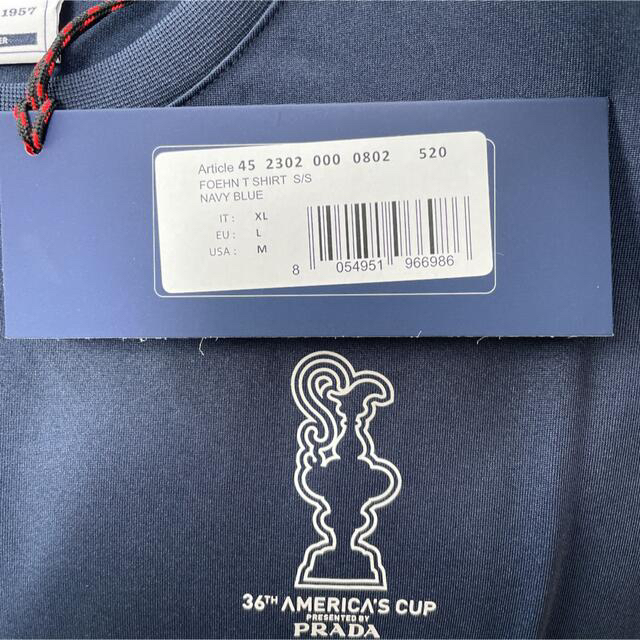 1957
ER
Article 45 2302 000 0802 520
FOEHN T SHIRT S/S
NAVY BLUE
IT : XL
EU : L
USA : M
8 054951 966986
36TH AMERICA'S CUP
PRESENTED BY
PRADA